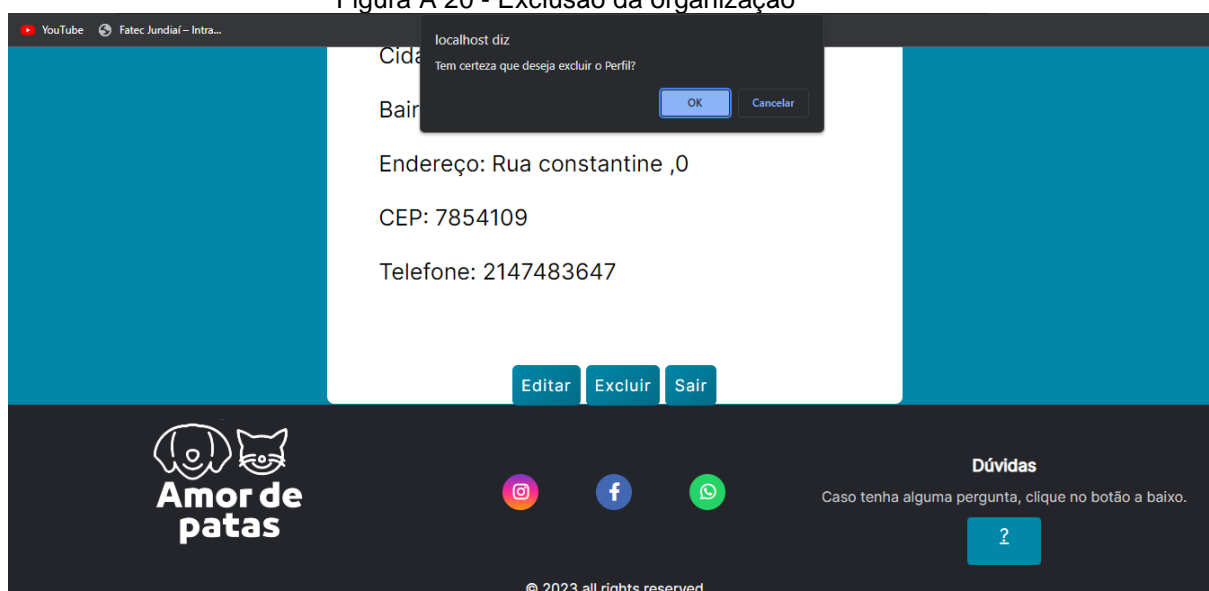 Figura A 20 - Exclusão da organização
YouTube Fatec Jundiaí – Intra...
localhost diz
Tem certeza que deseja excluir o Perfil?
OK Cancelar
Endereço: Rua constantine ,0
CEP: 7854109
Telefone: 2147483647
Editar Excluir Sair
Amor de
patas
Dúvidas
Caso tenha alguma pergunta, clique no botão a baixo.
?
© 2023 all rights reserved